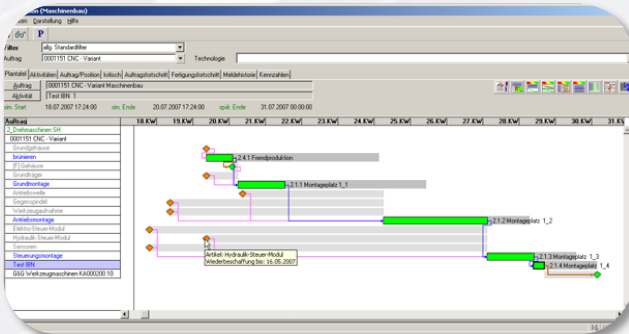 (Maschinenbau)
Darstellung Hilfe
P
Filter allg. Standardfilter
Auftrag 0001151 CNC - Variant Technologie
Plantafel Aktivitäten Auftrag/Position kritisch Auftragsfortschritt Fertigungsfortschritt Meldehistorie Kennzahlen
Auftrag 0001151 CNC - Variant Maschinenbau
Aktivität Test IBN 1
sim. Start 18.07.2007 17:24:00 sim. Ende 20.07.2007 17:24:00 spät. Ende 31.07.2007 00:00:00
Auftrag 18.KW 19.KW 20.KW 21.KW 22.KW 23.KW 24.KW 25.KW 26.KW 27.KW 28.KW 29.KW 30.KW 31.KW
2_Drehmaschinen SH
0001151 CNC - Variant
Grundgehäuse
brünieren 2.4.1 Fremdproduktion
(F) Gehäuse
Grundträger
Grundmontage 2.1.1 Montageplatz 1_1
Antriebswelle
Gegenspindel
Werkzeugaufnahme
Antriebsmontage 2.1.2 Montageplatz 1_2
Elektro-Steuer-Modul
Hydraulik-Steuer-Modul
Sensoren
Artikel: Hydraulik-Steuer-Modul
Wiederbeschaffung bis: 16.05.2007
Steuerungsmontage 2.1.3 Montageplatz 1_3
Test IBN 2.1.4 Montageplatz 1_4
G&G Werkzeugmaschinen KA000200 10